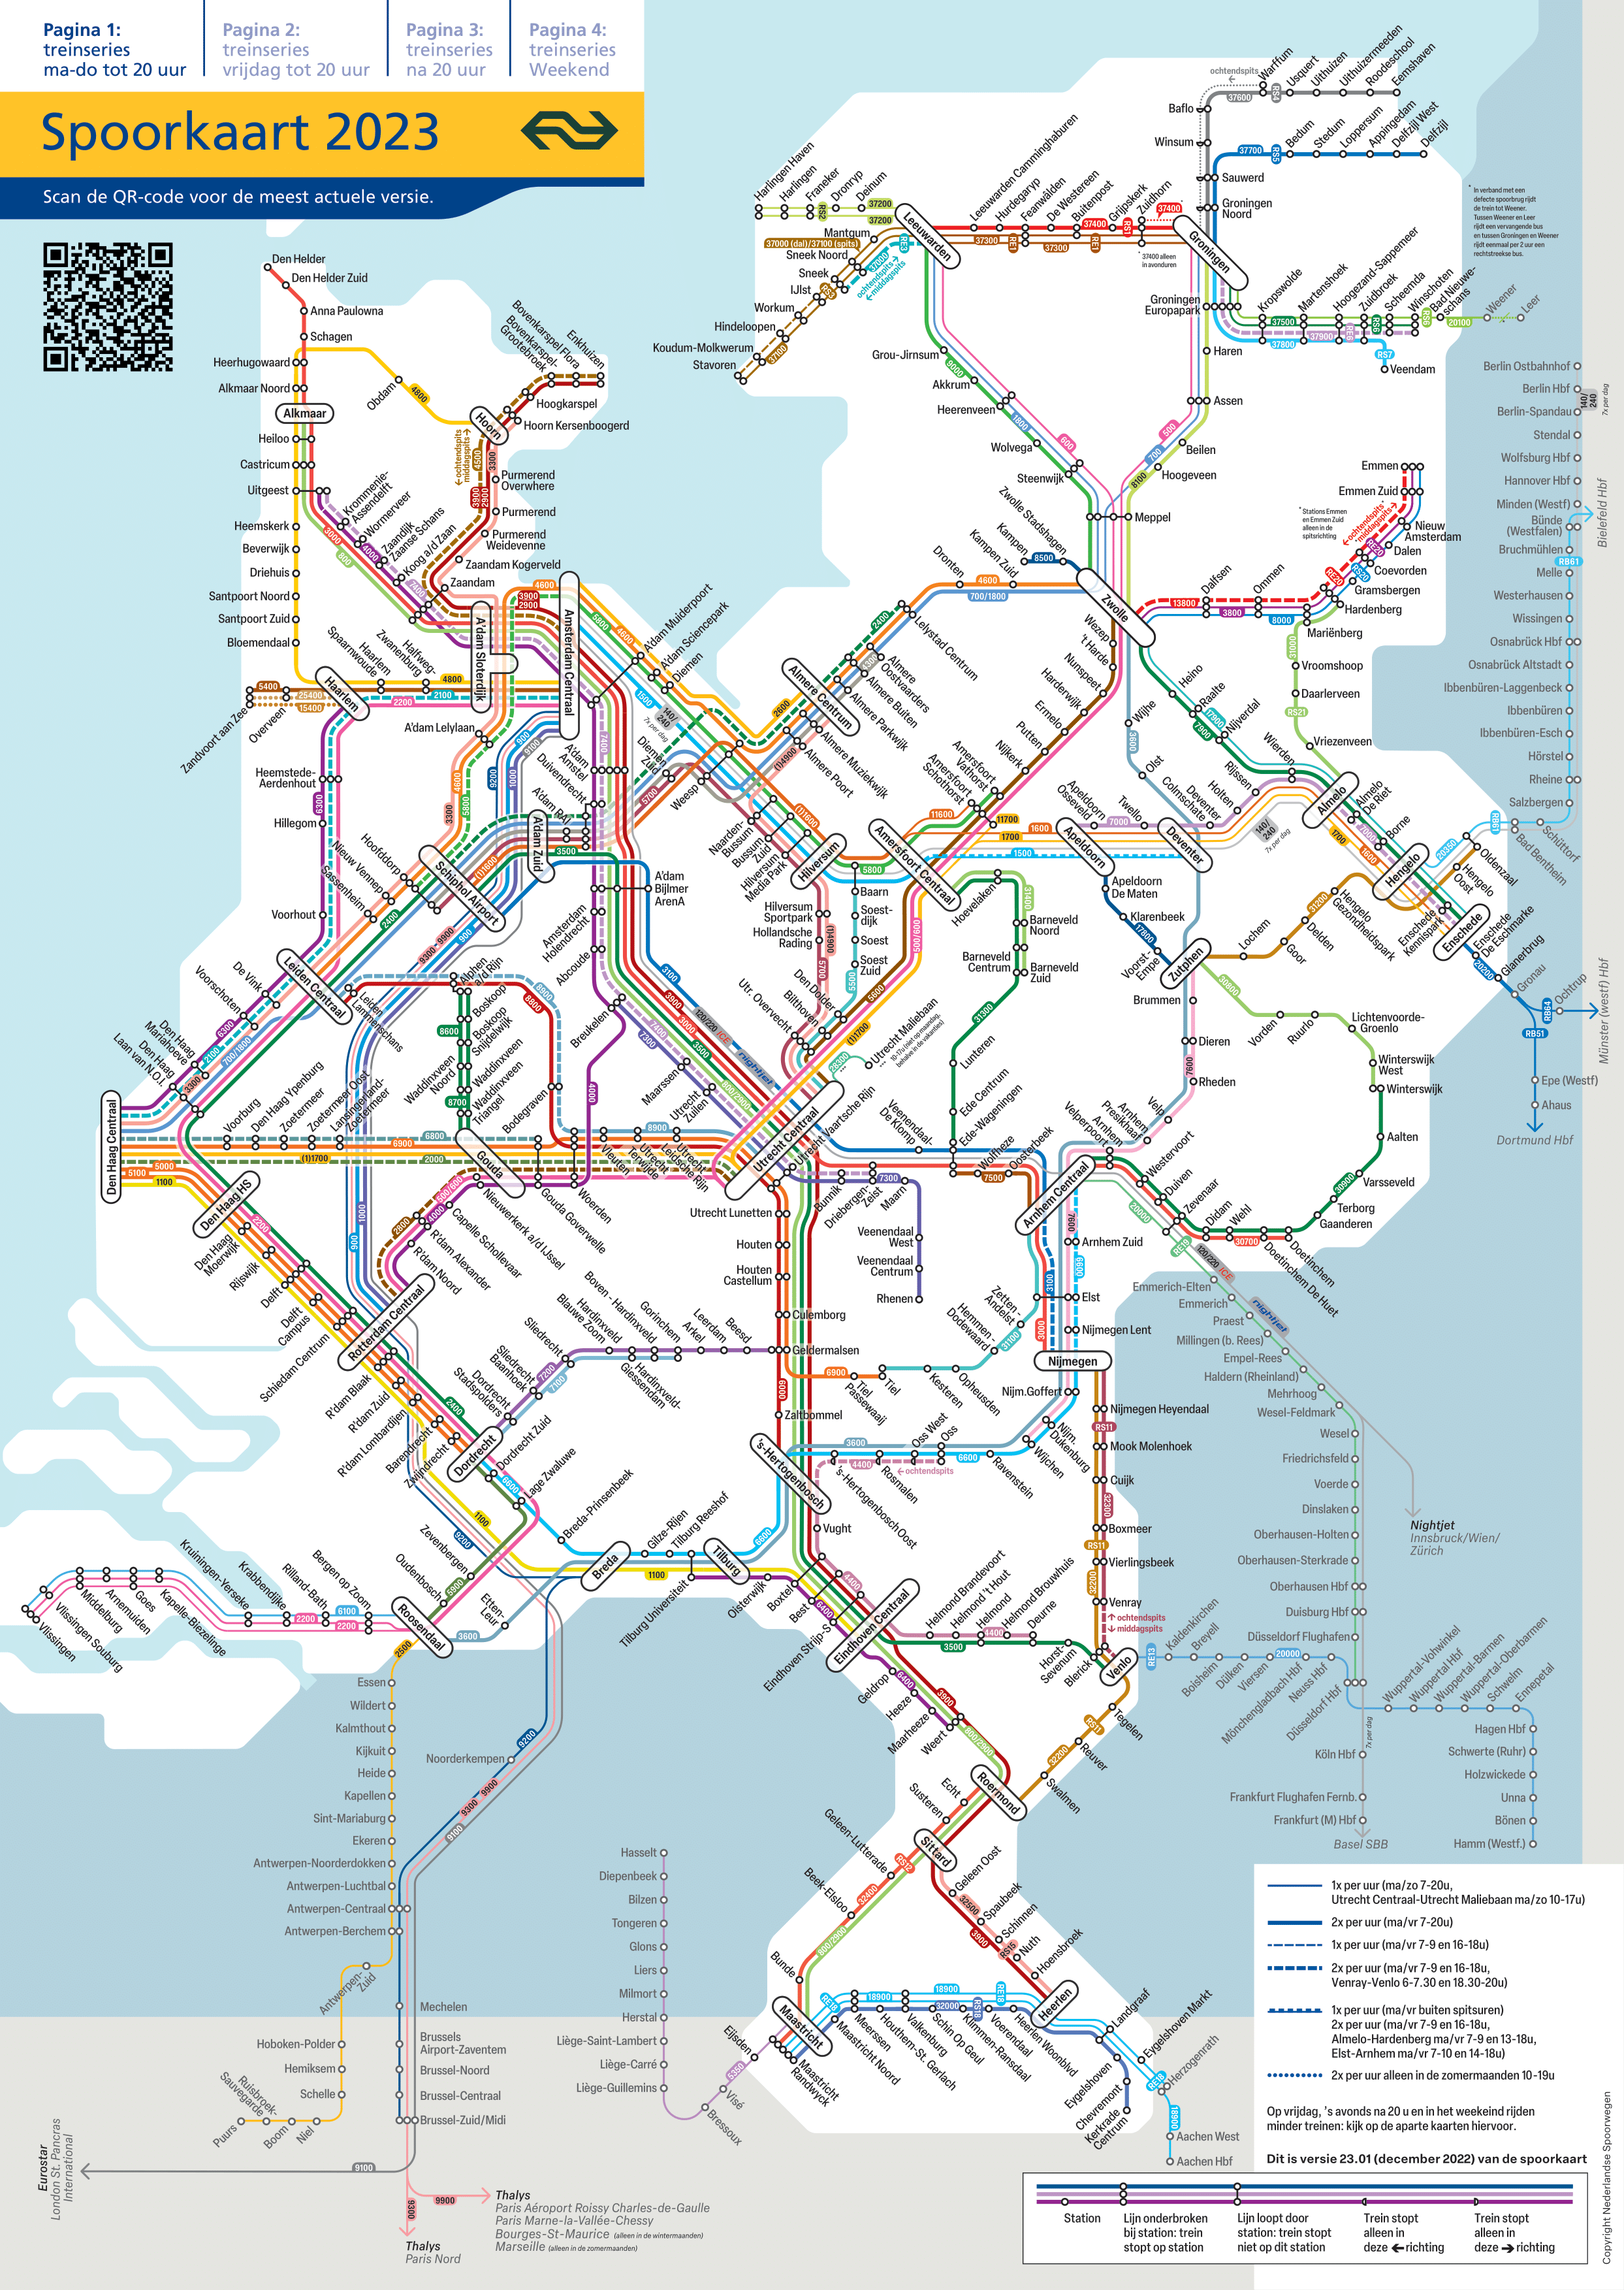 Pagina 1:
treinseries
ma-do tot 20 uur
Pagina 2:
treinseries
vrijdag tot 20 uur
Pagina 3:
treinseries
na 20 uur
Pagina 4:
treinseries
Weekend
Spoorkaart 2023
Scan de QR-code voor de meest actuele versie.
Den Helder
Den Helder Zuid
Anna Paulowna
Schagen
Heerhugowaard
Alkmaar Noord
Alkmaar
Heiloo
Castricum
Uitgeest
Heemskerk
Beverwijk
Driehuis
Santpoort Noord
Santpoort Zuid
Bloemendaal
Haarlem
Obdam
4800
Hoorn
Bovenkarspel-
Grootebroek
Bovenkarspel Flora
Enkhuizen
Hoogkarspel
Hoorn Kersenboogerd
Purmerend
Overwhere
Purmerend
Purmerend
Weidevenne
Zaandam Kogerveld
Zaandam
Krommenie-
Assendelft
Wormerveer
Zaandijk
Zaanse Schans
Koog a/d Zaan
Spaarnwoude
Haarlem
Zwanenburg
Halfweg-
Zandvoort aan Zee
Overveen
Heemstede-
Aerdenhout
Hillegom
Voorhout
A'dam Sloterdijk
Amsterdam Centraal
A'dam Lelylaan
A'dam Muiderpoort
A'dam Sciencepark
Diemen
Diemen
Zuid
Weesp
A'dam
Amstel
Duivendrecht
A'dam RAI
A'dam Zuid
A'dam
Bijlmer
ArenA
Amsterdam
Holendrecht
Abcoude
Breukelen
Maarssen
Utrecht
Zuilen
Schiphol Airport
Hoofddorp
Nieuw Vennep
Sassenheim
Leiden Centraal
De Vink
Voorschoten
Den Haag
Mariahoeve
Den Haag
Laan van N.O.I.
Leiden
Lammenschans
Alphen
a/d Rijn
Boskoop
Boskoop
Snijdelwijk
Waddinxveen
Noord
Waddinxveen
Waddinxveen
Triangel
Bodegraven
Voorburg
Den Haag Ypenburg
Zoetermeer
Zoetermeer Oost
Lansingerland-
Zoetermeer
Den Haag Centraal
Den Haag HS
Den Haag
Moerwijk
Rijswijk
Delft
Delft
Campus
Schiedam Centrum
Rotterdam Centraal
R'dam Blaak
R'dam Zuid
R'dam Lombardijen
Barendrecht
Zwijndrecht
Dordrecht
Dordrecht Zuid
Lage Zwaluwe
Gouda
Gouda Goverwelle
Woerden
Vleuten
Utrecht
Terwijde
Utrecht
Leidsche Rijn
Nieuwerkerk a/d IJssel
Capelle Schollevaar
R'dam Alexander
R'dam Noord
Dordrecht
Stadspolders
Sliedrecht
Baanhoek
Sliedrecht
Blauwe Zoom
Hardinxveld
Boven - Hardinxveld
Gorinchem
Arkel
Leerdam
Beesd
Hardinxveld-
Giessendam
Utrecht Centraal
Utrecht Vaartsche Rijn
Utrecht Lunetten
Houten
Houten
Castellum
Culemborg
Geldermalsen
Zaltbommel
's-Hertogenbosch
's-Hertogenbosch Oost
Rosmalen
Oss West
Oss
Ravenstein
Wijchen
Nijm.
Dukenburg
Nijm.Goffert
Nijmegen
Nijmegen Lent
Elst
Arnhem Zuid
Arnhem Centraal
Tiel
Passewaaij
Tiel
Kesteren
Opheusden
Hemmen-
Dodewaard
Zetten -
Andelst
Bunnik
Driebergen-
Zeist
Maarn
Veenendaal
West
Veenendaal
Centrum
Rhenen
Veenendaal-
De Klomp
Ede-Wageningen
Ede Centrum
Lunteren
Wolfheze
Oosterbeek
Barneveld
Centrum
Barneveld
Zuid
Barneveld
Noord
Hoevelaken
Amersfoort Centraal
Amersfoort
Schothorst
Amersfoort
Vathorst
Nijkerk
Putten
Ermelo
Harderwijk
Nunspeet
't Harde
Wezep
Zwolle
Hilversum
Naarden-
Bussum
Bussum
Zuid
Hilversum
Media Park
Hilversum
Sportpark
Hollandsche
Rading
Baarn
Soest-
dijk
Soest
Soest
Zuid
Den Dolder
Bilthoven
Utr. Overvecht
Utrecht Maliebaan
Almere Centrum
Almere
Oostvaarders
Almere Buiten
Almere Parkwijk
Almere Muziekwijk
Almere Poort
Lelystad Centrum
Dronten
Kampen Zuid
Kampen
Zwolle Stadshagen
Harlingen Haven
Harlingen
Franeker
Dronryp
Deinum
Leeuwarden
Mantgum
37000 (dal)/37100 (spits)
Sneek Noord
Sneek
IJlst
Workum
Hindeloopen
Koudum-Molkwerum
Stavoren
ochtendspits
middagspits
Leeuwarden Camminghaburen
Hurdegaryp
Feanwâlden
De Westereen
Buitenpost
Grijpskerk
Zuidhorn
* 37400 alleen
in avonduren
Groningen
Baflo
Winsum
Sauwerd
Groningen
Noord
ochtendspits
Warffum
Usquert
Uithuizen
Uithuizermeeden
Roodeschool
Eemshaven
Bedum
Stedum
Loppersum
Appingedam
Delfzijl West
Delfzijl
Groningen
Europapark
Kropswolde
Martenshoek
Hoogezand-Sappemeer
Zuidbroek
Scheemda
Winschoten
Bad Nieuwe-
schans
Weener
Leer
Veendam
* In verband met een
defecte spoorbrug rijdt
de trein tot Weener.
Tussen Weener en Leer
rijdt een vervangende bus
en tussen Groningen en Weener
rijdt eenmaal per 2 uur een
rechtstreekse bus.
Haren
Assen
Beilen
Hoogeveen
Meppel
Grou-Jirnsum
Akkrum
Heerenveen
Wolvega
Steenwijk
Emmen
Emmen Zuid
Nieuw
Amsterdam
Dalen
Coevorden
Gramsbergen
Hardenberg
Mariënberg
Ommen
Dalfsen
* Stations Emmen
en Emmen Zuid
alleen in de
spitsrichting
Vroomshoop
Daarlerveen
Vriezenveen
Heino
Raalte
Nijverdal
Wierden
Almelo
Almelo
De Riet
Borne
Hengelo
Wijhe
Olst
Deventer
Deventer
Colmschate
Holten
Rijssen
Apeldoorn
Apeldoorn
Osseveld
Twello
Apeldoorn
De Maten
Klarenbeek
Voorst-
Empe
Zutphen
Lochem
Goor
Delden
Hengelo
Gezondheidspark
Hengelo
Oost
Oldenzaal
Bad Bentheim
Schüttorf
Enschede
Kennispark
Enschede
Enschede
De Eschmarke
Glanerbrug
Gronau
Ochtrup
Epe (Westf)
Ahaus
Dortmund Hbf
Münster (westf) Hbf
Brummen
Dieren
Rheden
Velp
Arnhem
Presikhaaf
Arnhem
Velperpoort
Vorden
Ruurlo
Lichtenvoorde-
Groenlo
Winterswijk
West
Winterswijk
Aalten
Varsseveld
Terborg
Gaanderen
Doetinchem
Doetinchem De Huet
Wehl
Didam
Zevenaar
Duiven
Westervoort
Berlin Ostbahnhof
Berlin Hbf
Berlin-Spandau
Stendal
Wolfsburg Hbf
Hannover Hbf
Minden (Westf)
Bünde
(Westfalen)
Bielefeld Hbf
Bruchmühlen
Melle
Westerhausen
Wissingen
Osnabrück Hbf
Osnabrück Altstadt
Ibbenbüren-Laggenbeck
Ibbenbüren
Ibbenbüren-Esch
Hörstel
Rheine
Salzbergen
Emmerich-Elten
Emmerich
Praest
Millingen (b. Rees)
Empel-Rees
Haldern (Rheinland)
Mehrhoog
Wesel-Feldmark
Wesel
Friedrichsfeld
Voerde
Dinslaken
Oberhausen-Holten
Oberhausen-Sterkrade
Oberhausen Hbf
Duisburg Hbf
Düsseldorf Flughafen
Düsseldorf Hbf
Köln Hbf
Frankfurt Flughafen Fernb.
Frankfurt (M) Hbf
Basel SBB
Nightjet
Innsbruck/Wien/
Zürich
Kaldenkirchen
Breyell
Boisheim
Dülken
Viersen
Mönchengladbach Hbf
Neuss Hbf
Wuppertal-Vohwinkel
Wuppertal Hbf
Wuppertal-Barmen
Wuppertal-Oberbarmen
Schwelm
Ennepetal
Hagen Hbf
Schwerte (Ruhr)
Holzwickede
Unna
Bönen
Hamm (Westf.)
Nijmegen Heyendaal
Mook Molenhoek
Cuijk
Boxmeer
Vierlingsbeek
Venray
ochtendspits
middagspits
Venlo
Blerick
Horst-
Sevenum
Deurne
Helmond Brouwhuis
Helmond
Helmond 't Hout
Helmond Brandevoort
Eindhoven Centraal
Eindhoven Strijp-S
Best
Boxtel
Vught
Oisterwijk
Tilburg
Tilburg Universiteit
Tilburg Reeshof
Gilze-Rijen
Breda
Breda-Prinsenbeek
Etten-
Leur
Zevenbergen
Oudenbosch
Roosendaal
Bergen op Zoom
Rilland-Bath
Krabbendijke
Kruiningen-Yerseke
Kapelle-Biezelinge
Goes
Arnemuiden
Middelburg
Vlissingen Souburg
Vlissingen
Tegelen
Reuver
Swalmen
Geldrop
Heeze
Maarheeze
Weert
Roermond
Echt
Susteren
Sittard
Geleen-Lutterade
Beek-Elsloo
Bunde
Maastricht
Maastricht
Randwyck
Eijsden
Visé
Bressoux
Geleen Oost
Spaubeek
Schinnen
Nuth
Hoensbroek
Heerlen
Landgraaf
Eygelshoven Markt
Herzogenrath
Eygelshoven
Chevremont
Kerkrade
Centrum
Aachen West
Aachen Hbf
Maastricht Noord
Meerssen
Houthem-St. Gerlach
Valkenburg
Schin Op Geul
Klimmen-Ransdaal
Voerendaal
Heerlen Woonblvd
Essen
Wildert
Kalmthout
Kijkuit
Heide
Kapellen
Sint-Mariaburg
Ekeren
Antwerpen-Noorderdokken
Antwerpen-Luchtbal
Antwerpen-Centraal
Antwerpen-Berchem
Antwerpen-
Zuid
Noorderkempen
Mechelen
Brussels
Airport-Zaventem
Brussel-Noord
Brussel-Centraal
Brussel-Zuid/Midi
Hoboken-Polder
Hemiksem
Schelle
Niel
Boom
Ruisbroek-
Sauvegarde
Puurs
Hasselt
Diepenbeek
Bilzen
Tongeren
Glons
Liers
Milmort
Herstal
Liège-Saint-Lambert
Liège-Carré
Liège-Guillemins
Eurostar
London St. Pancras
International
9100
9300
9900
Thalys
Paris Aéroport Roissy Charles-de-Gaulle
Paris Marne-la-Vallée-Chessy
Bourges-St-Maurice (alleen in de wintermaanden)
Marseille (alleen in de zomermaanden)
Thalys
Paris Nord
1x per uur (ma/zo 7-20u,
Utrecht Centraal-Utrecht Maliebaan ma/zo 10-17u)
2x per uur (ma/vr 7-20u)
1x per uur (ma/vr 7-9 en 16-18u)
2x per uur (ma/vr 7-9 en 16-18u,
Venray-Venlo 6-7.30 en 18.30-20u)
1x per uur (ma/vr buiten spitsuren)
2x per uur (ma/vr 7-9 en 16-18u,
Almelo-Hardenberg ma/vr 7-9 en 13-18u,
Elst-Arnhem ma/vr 7-10 en 14-18u)
2x per uur alleen in de zomermaanden 10-19u
Op vrijdag, 's avonds na 20 u en in het weekeind rijden
minder treinen: kijk op de aparte kaarten hiervoor.
Dit is versie 23.01 (december 2022) van de spoorkaart
Station
Lijn onderbroken
bij station: trein
stopt op station
Lijn loopt door
station: trein stopt
niet op dit station
Trein stopt
alleen in
deze richting
Trein stopt
alleen in
deze richting
Copyright Nederlandse Spoorwegen